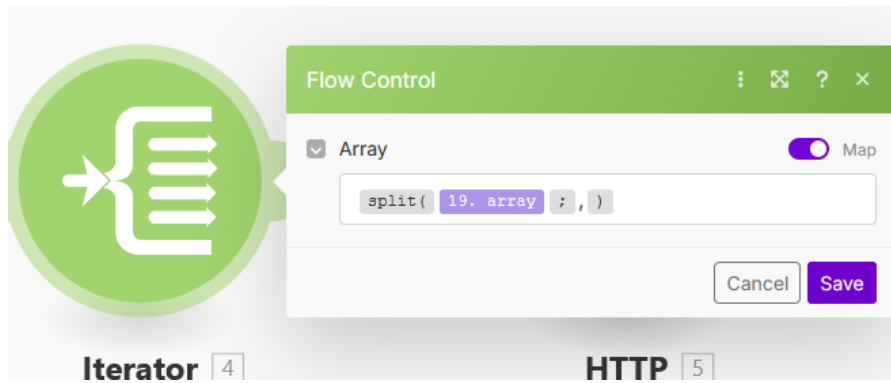 Flow Control
Array
Map
split( 19. array ; , )
Cancel
Save
Iterator 4
HTTP 5